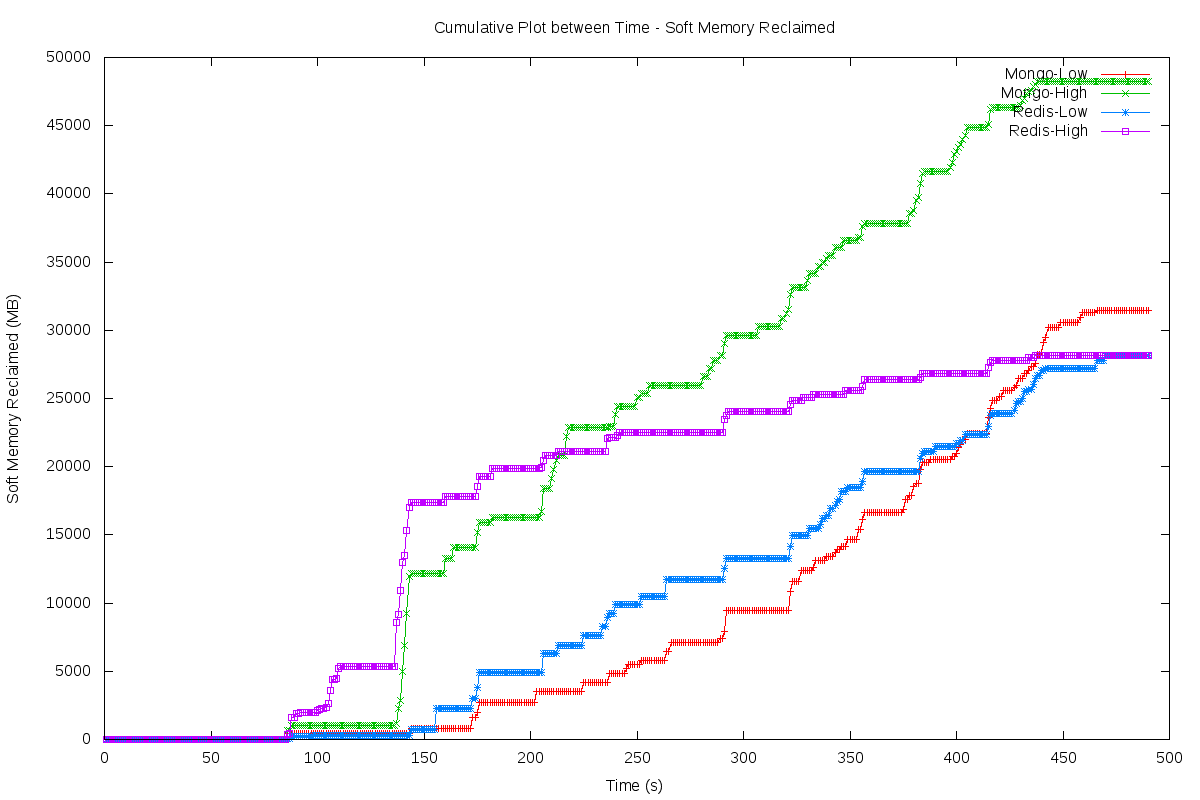 Cumulative Plot between Time - Soft Memory Reclaimed
Soft Memory Reclaimed (MB)
50000
45000
40000
35000
30000
25000
20000
15000
10000
5000
0
Mongo-Low
Mongo-High
Redis-Low
Redis-High
0 50 100 150 200 250 300 350 400 450 500
Time (s)